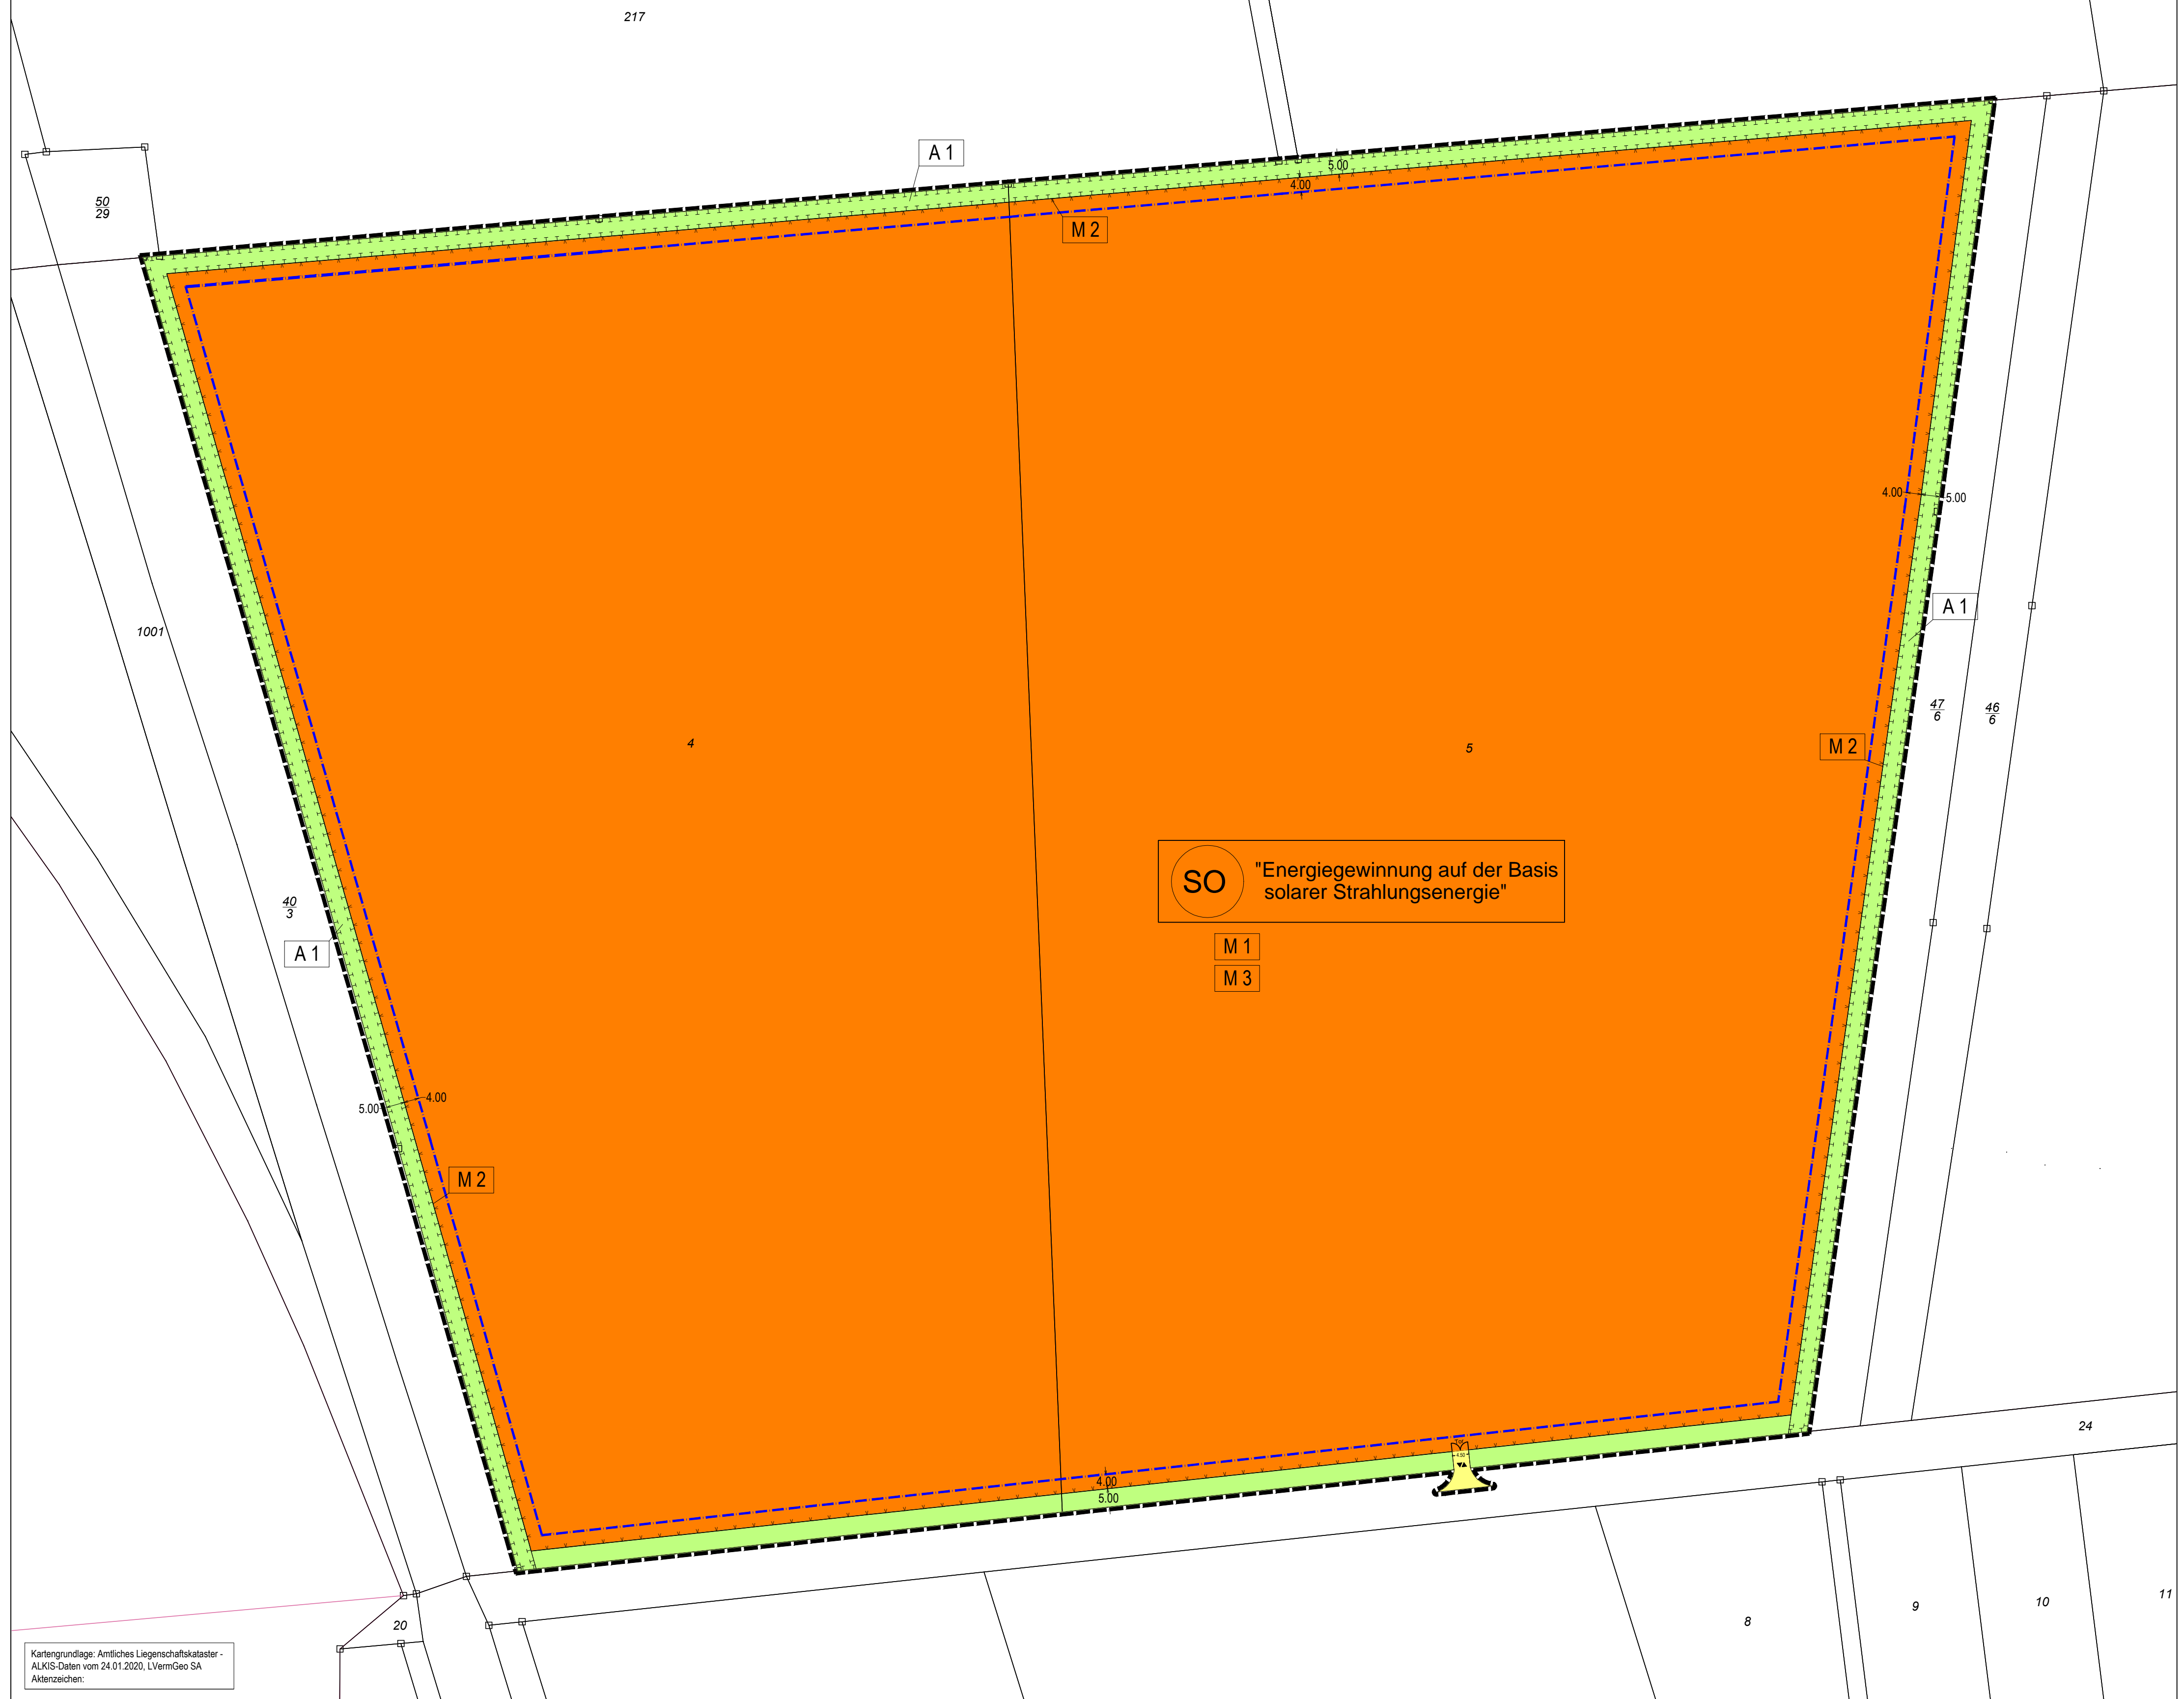 217
A 1
5.00
4.00
50
29
M 2
4.00
5.00
A 1
1001
47
6
46
6
M 2
4
5
SO
"Energiegewinnung auf der Basis
solarer Strahlungsenergie"
M 1
M 3
40
3
A 1
5.00
4.00
M 2
24
4.50
4.00
5.00
8
9
10
11
20
Kartengrundlage: Amtliches Liegenschaftskataster -
ALKIS-Daten vom 24.01.2020, LVermGeo SA
Aktenzeichen: